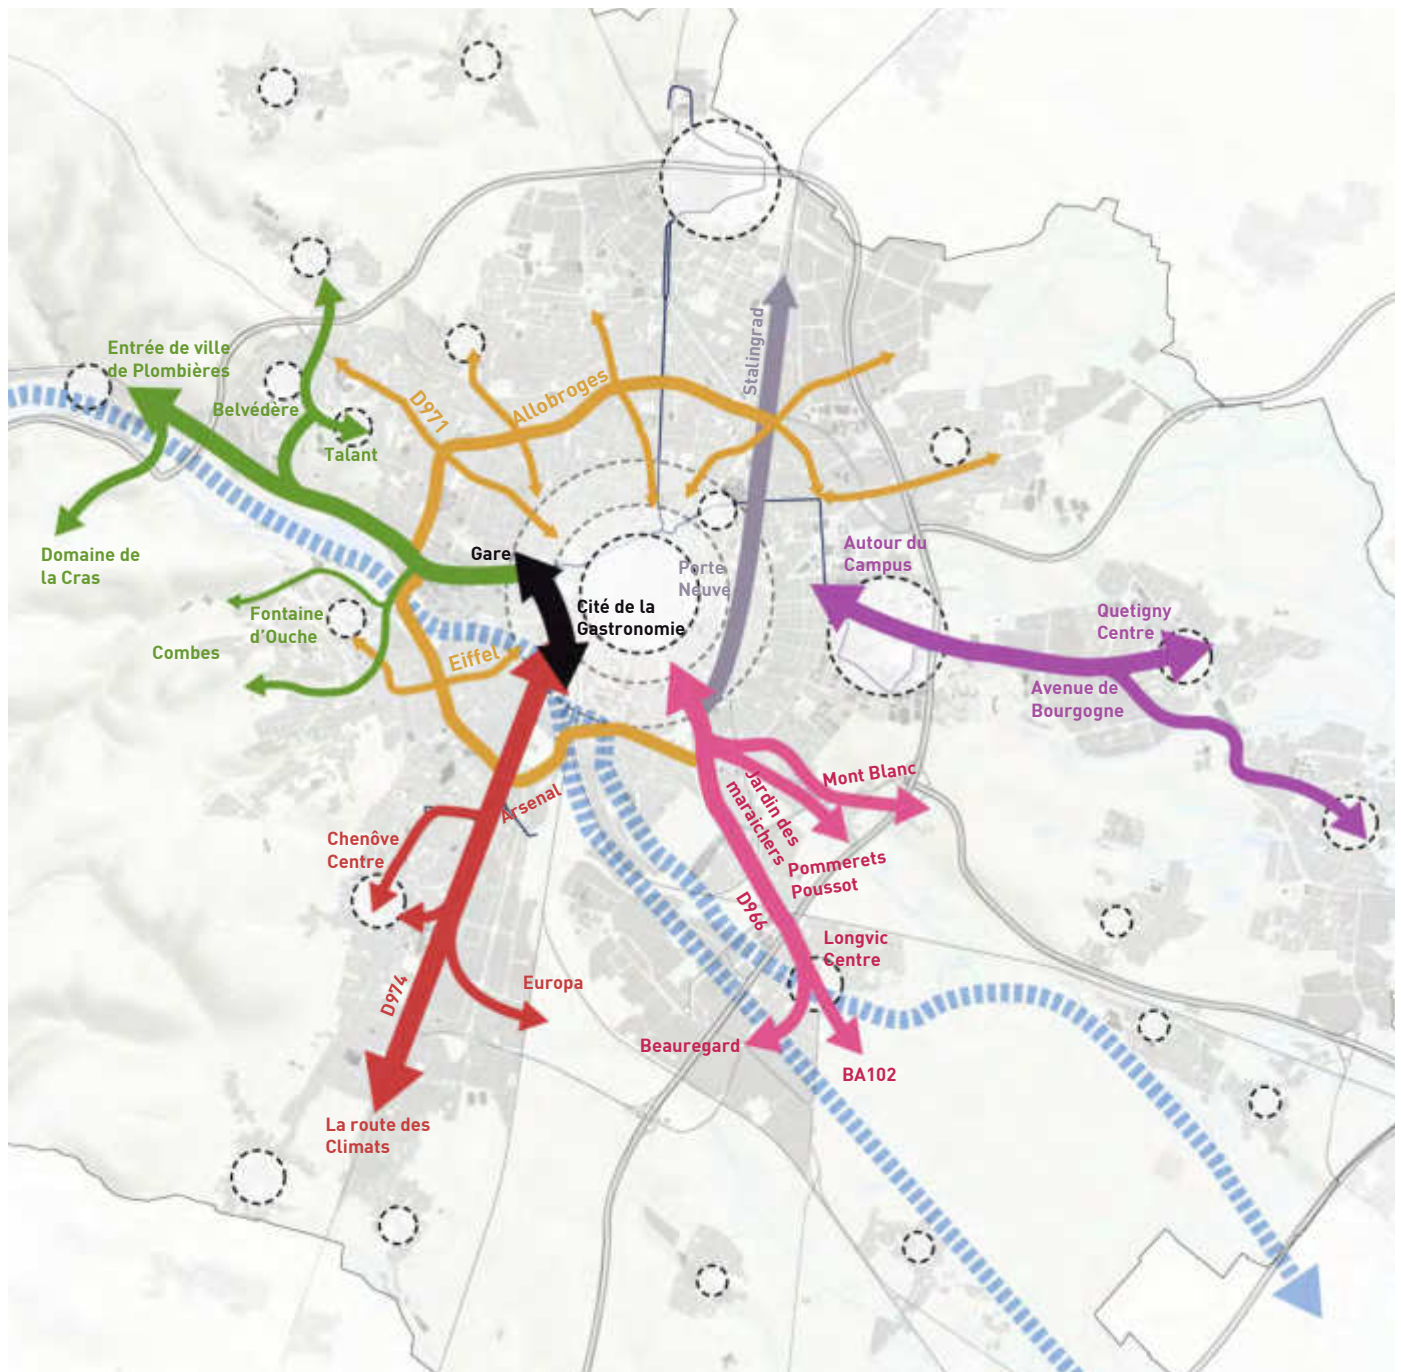 Stalingrad
Entrée de ville
de Plombières
Allobroges
D971
Belvédère
Talant
Gare
Autour du
Campus
Domaine de
la Cras
Porte
Neuve
Cité de la
Gastronomie
Quetigny
Centre
Fontaine
d'Ouche
Combes
Eiffel
Avenue de
Bourgogne
Mont Blanc
Arsenal
Jardin des
maraichers
Chenôve
Centre
Pommerets
Poussot
D966
Longvic
Centre
D974
Europa
Beauregard
BA102
La route des
Climats